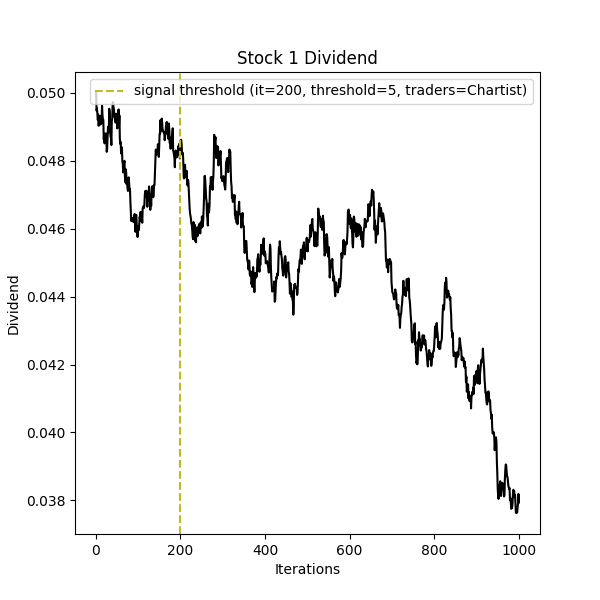 Stock 1 Dividend
signal threshold (it=200, threshold=5, traders=Chartist)
0.050
0.048
0.046
0.044
0.042
0.040
0.038
Dividend
0 200 400 600 800 1000
Iterations